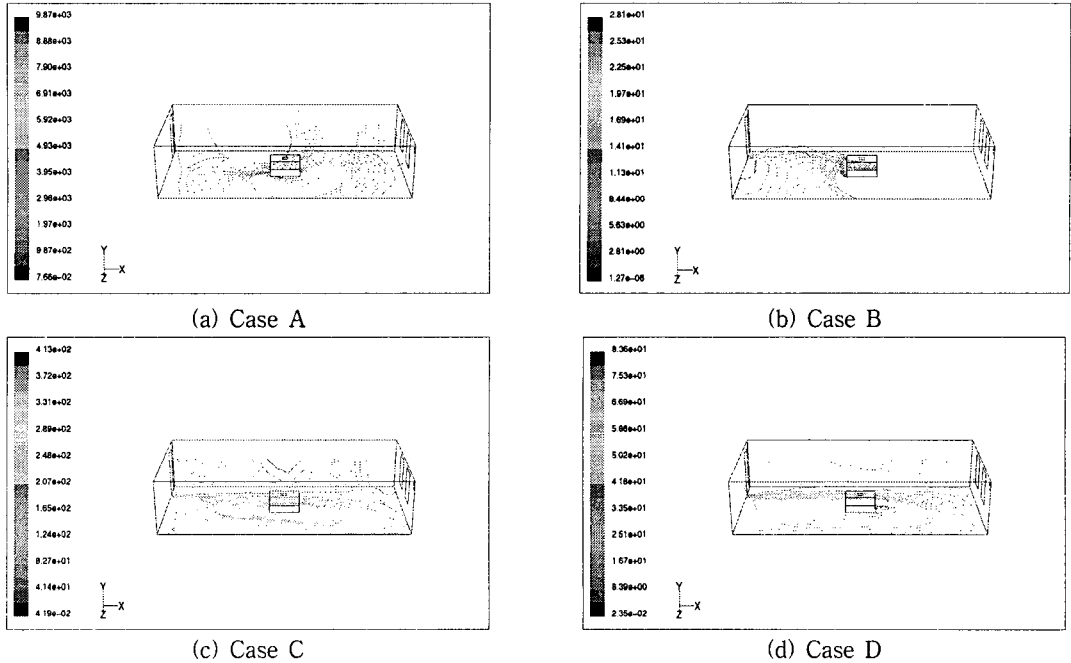 9.87e+03
8.88e+03
7.90e+03
6.91e+03
5.92e+03
4.93e+03
3.95e+03
2.96e+03
1.97e+03
9.87e+02
7.66e-02
Y
X
Z
(a) Case A
2.81e+01
2.53e+01
2.25e+01
1.97e+01
1.69e+01
1.41e+01
1.13e+01
8.44e+00
5.63e+00
2.81e+00
1.27e-06
Y
X
Z
(b) Case B
4.13e+02
3.72e+02
3.31e+02
2.89e+02
2.48e+02
2.07e+02
1.65e+02
1.24e+02
8.27e+01
4.14e+01
4.19e-02
Y
X
Z
(c) Case C
8.36e+01
7.53e+01
6.69e+01
5.86e+01
5.02e+01
4.18e+01
3.35e+01
2.51e+01
1.67e+01
8.39e+00
2.35e-02
Y
X
Z
(d) Case D